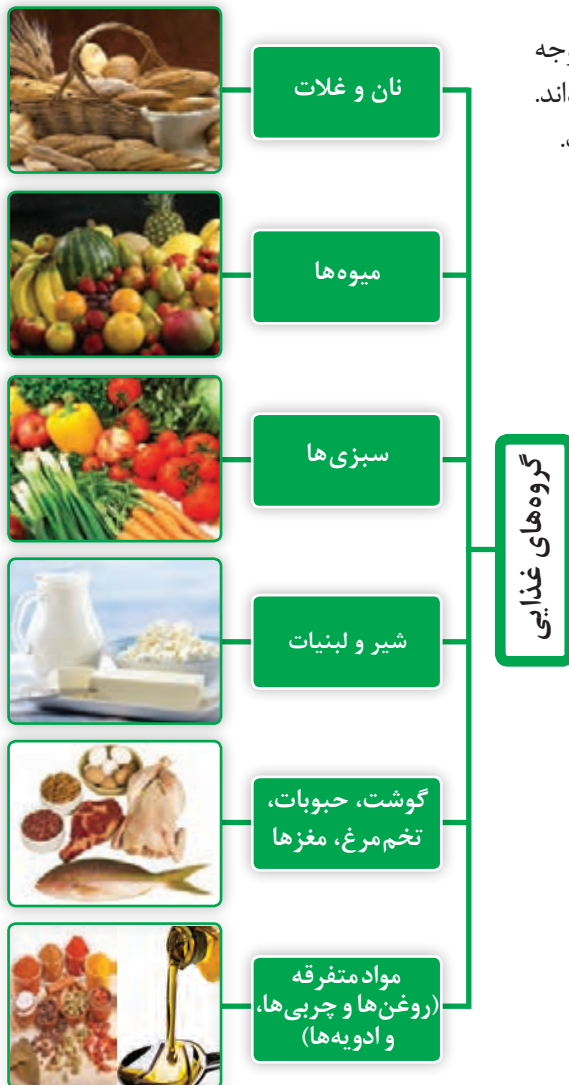 وجه
اند.
گروه‌های غذایی
نان و غلات
میوه‌ها
سبزی‌ها
شیر و لبنیات
گوشت، حبوبات،
تخم‌مرغ، مغزها
مواد متفرقه
(روغن‌ها و چربی‌ها،
و ادویه‌ها)